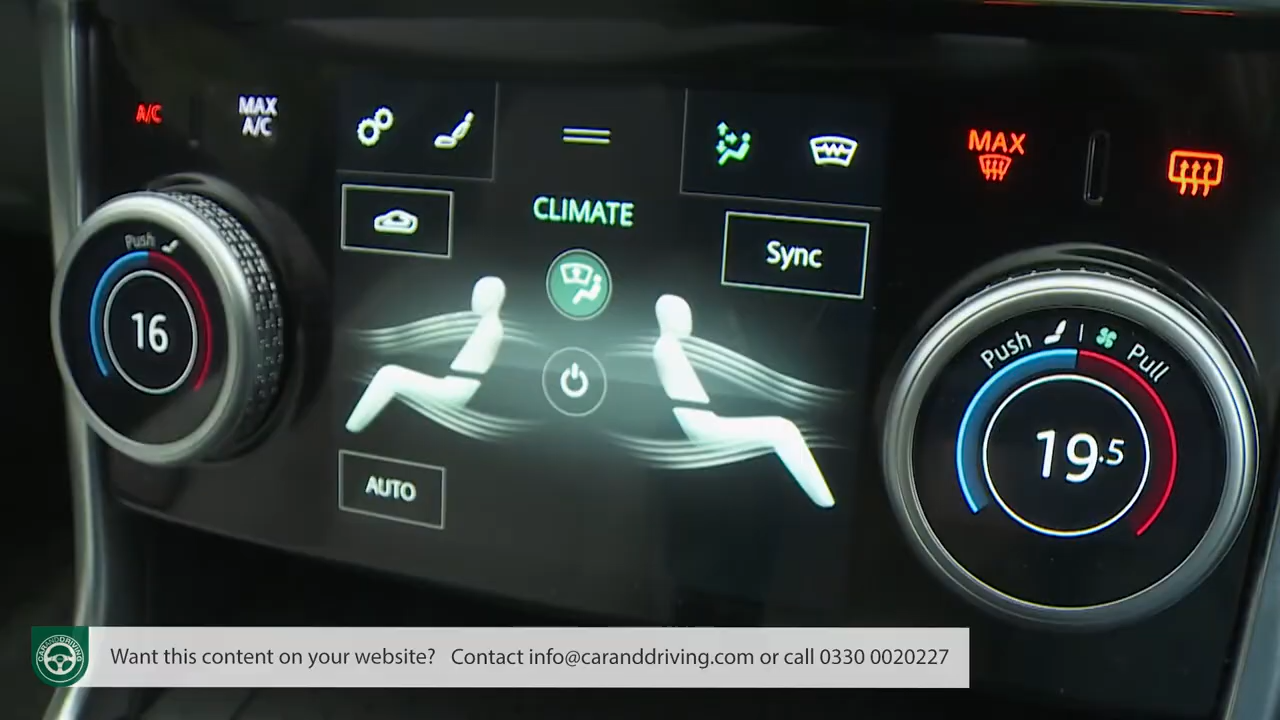 A/C
MAX
A/C
CLIMATE
MAX
Sync
Push
16
Push
Pull
19.5
AUTO
CARANDDRIVING
Want this content on your website? Contact info@caranddriving.com or call 0330 0020227